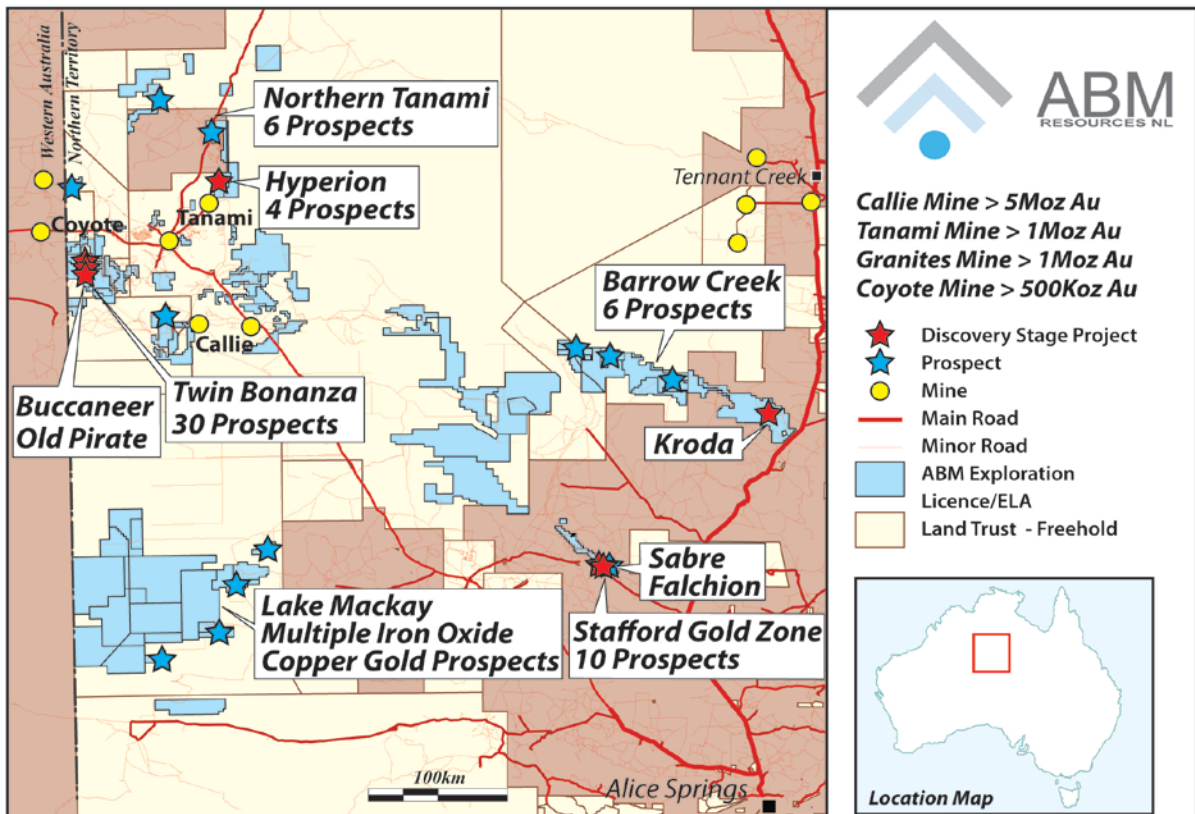 Western Australia
Northern Territory
Northern Tanami
6 Prospects
Hyperion
4 Prospects
Tanami
Coyote
Callie
Buccaneer
Old Pirate
Twin Bonanza
30 Prospects
Tennant Creek
Barrow Creek
6 Prospects
Kroda
Sabre
Falchion
Stafford Gold Zone
10 Prospects
Lake Mackay
Multiple Iron Oxide
Copper Gold Prospects
100km
Alice Springs
ABM
RESOURCES NL
Callie Mine > 5Moz Au
Tanami Mine > 1Moz Au
Granites Mine > 1Moz Au
Coyote Mine > 500Koz Au
Discovery Stage Project
Prospect
Mine
Main Road
Minor Road
ABM Exploration
Licence/ELA
Land Trust - Freehold
Location Map